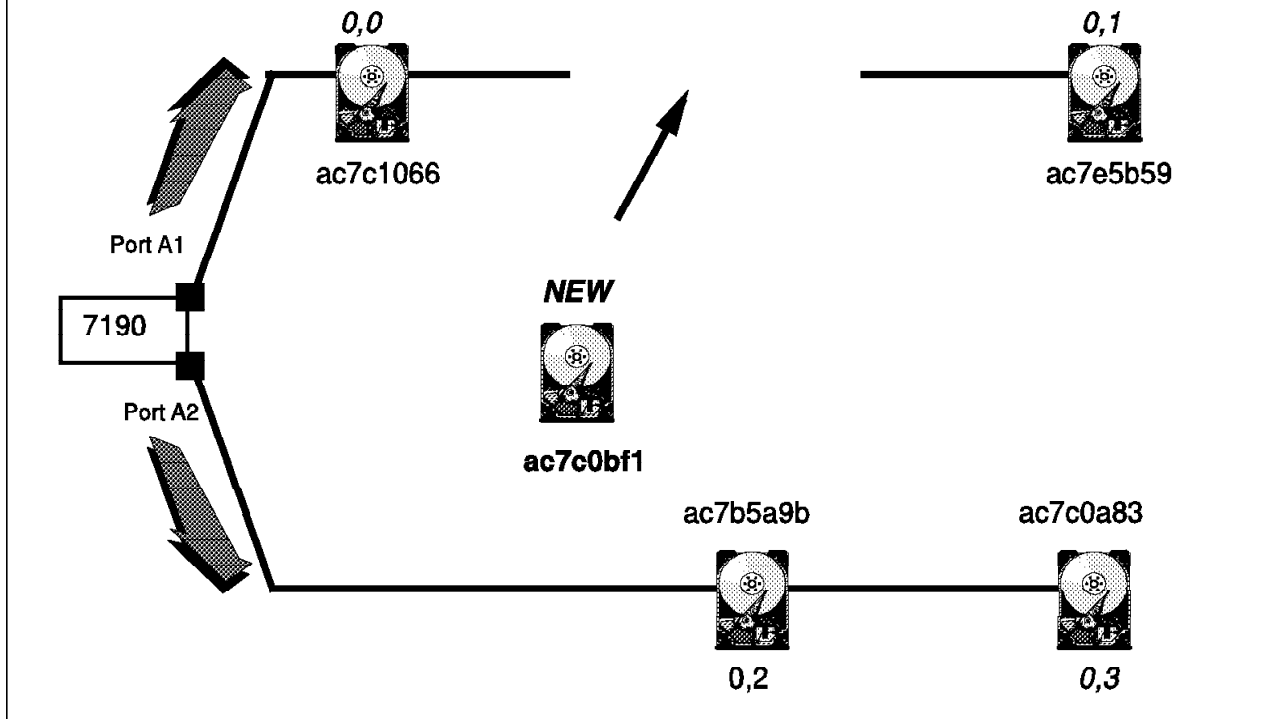 0,0
0,1
ac7c1066
ac7e5b59
Port A1
NEW
7190
Port A2
ac7c0bf1
ac7b5a9b
ac7c0a83
0,2
0,3